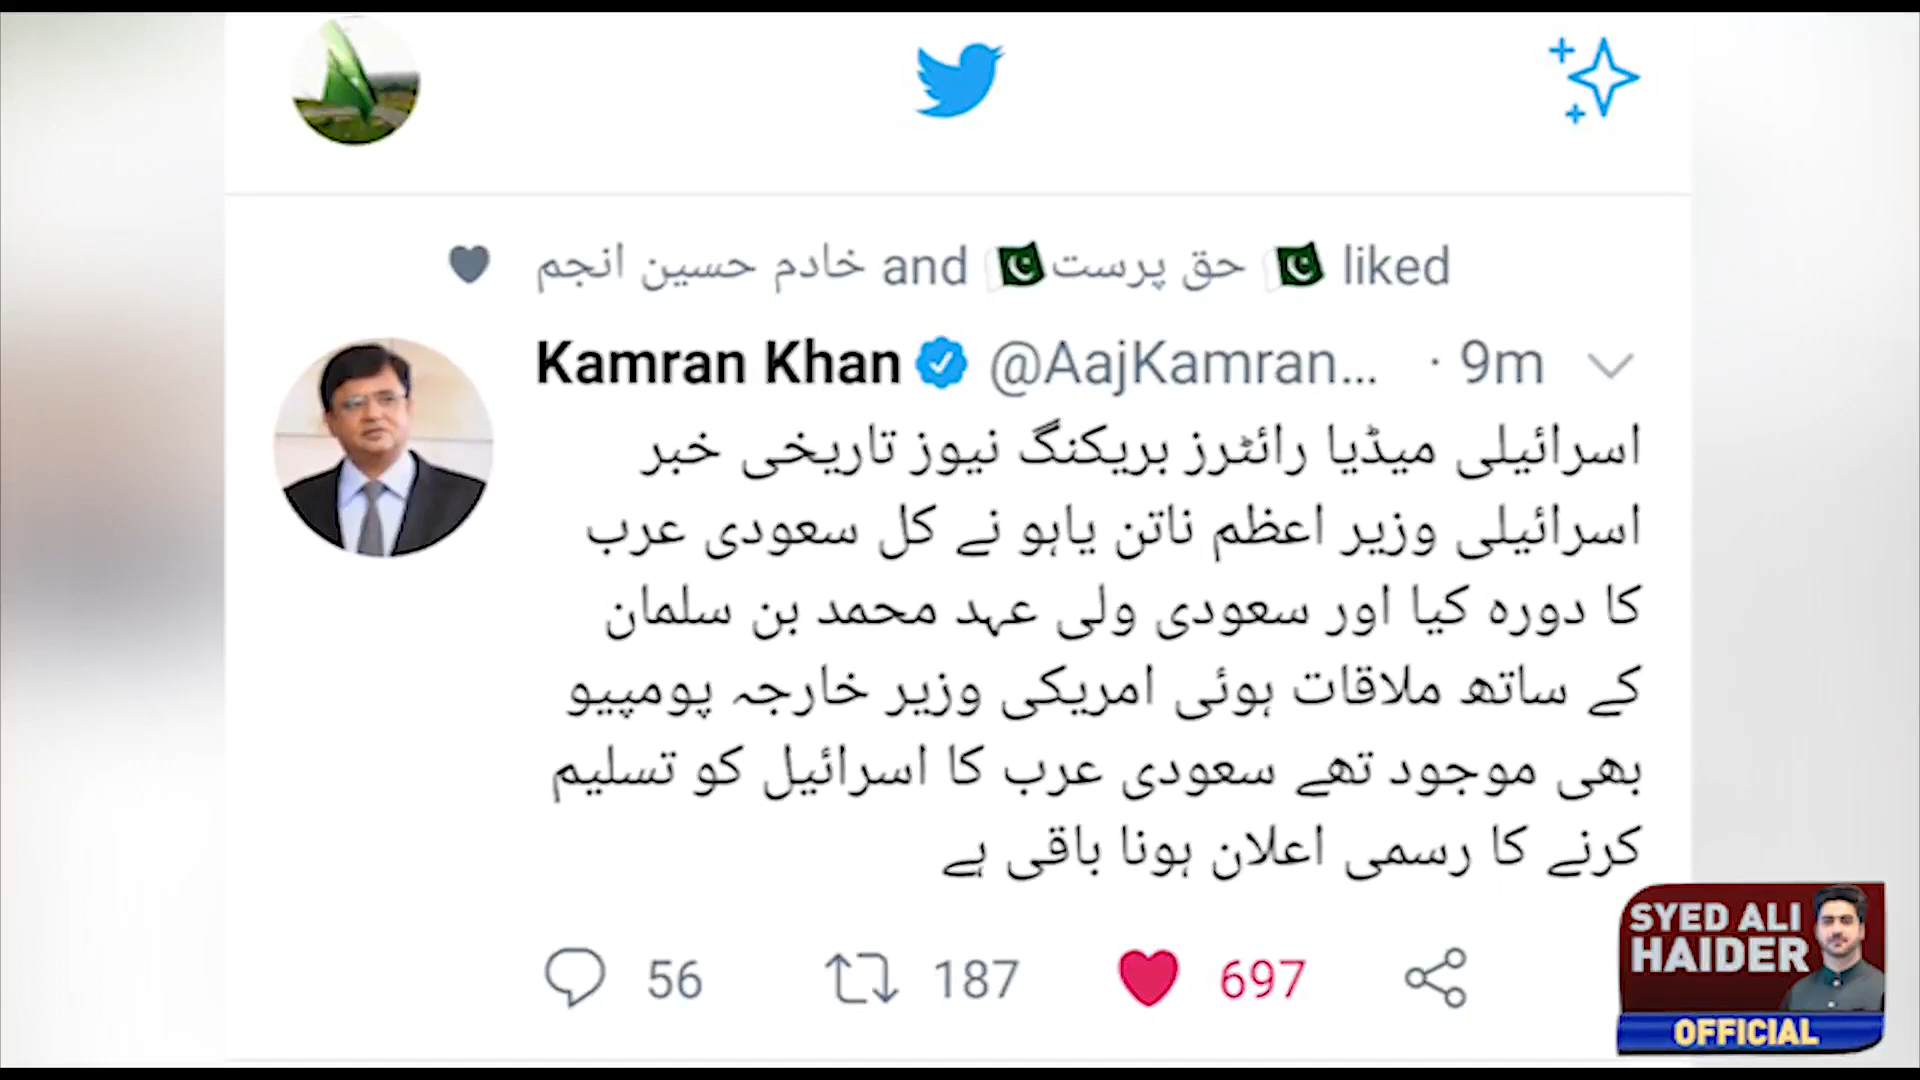 خادم حسین انجم and 🇵🇰حق پرست 🇵🇰 liked
Kamran Khan @AajKamran... · 9m
اسرائیلی میڈیا رائٹرز بریکنگ نیوز تاریخی خبر
اسرائیلی وزیر اعظم ناتن یاہو نے کل سعودی عرب
کا دورہ کیا اور سعودی ولی عہد محمد بن سلمان
کے ساتھ ملاقات ہوئی امریکی وزیر خارجہ پومپیو
بھی موجود تھے سعودی عرب کا اسرائیل کو تسلیم
کرنے کا رسمی اعلان ہونا باقی ہے
56 187 697
SYED ALI
HAIDER
OFFICIAL